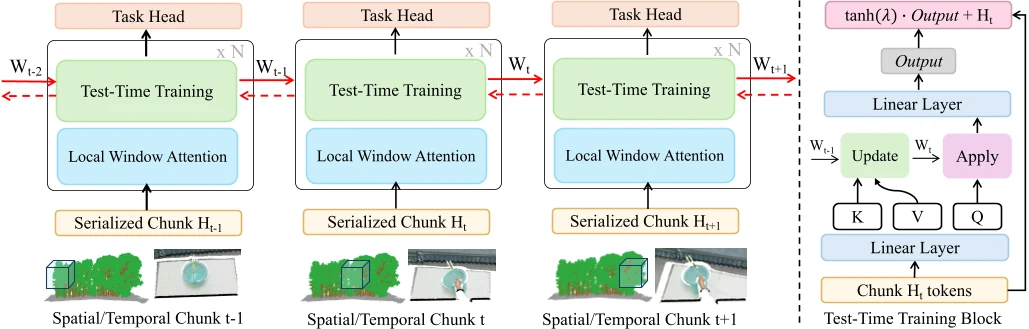 Task Head
x N
W_{t-2}
Test-Time Training
W_{t-1}
Local Window Attention
Serialized Chunk H_{t-1}
Spatial/Temporal Chunk t-1
Task Head
x N
Test-Time Training
W_t
Local Window Attention
Serialized Chunk H_t
Spatial/Temporal Chunk t
Task Head
x N
Test-Time Training
W_{t+1}
Local Window Attention
Serialized Chunk H_{t+1}
Spatial/Temporal Chunk t+1
tanh(λ) · Output + H_t
Output
Linear Layer
W_{t-1}
Update
W_t
Apply
K
V
Q
Linear Layer
Chunk H_t tokens
Test-Time Training Block